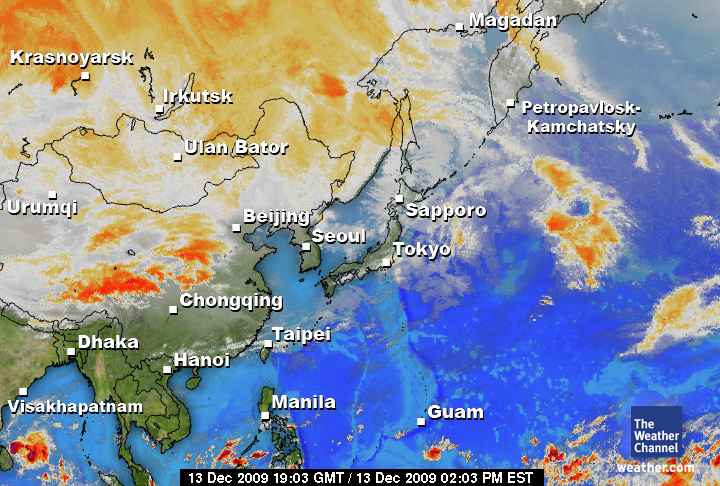 Magadan
Krasnoyarsk
Irkutsk
Petropavlosk-
Kamchatsky
Ulan Bator
Urumqi
Beijing
Sapporo
Seoul
Tokyo
Chongqing
Taipei
Dhaka
Hanoi
Visakhapatnam
Manila
Guam
The
Weather
Channel
weather.com
13 Dec 2009 19:03 GMT / 13 Dec 2009 02:03 PM EST